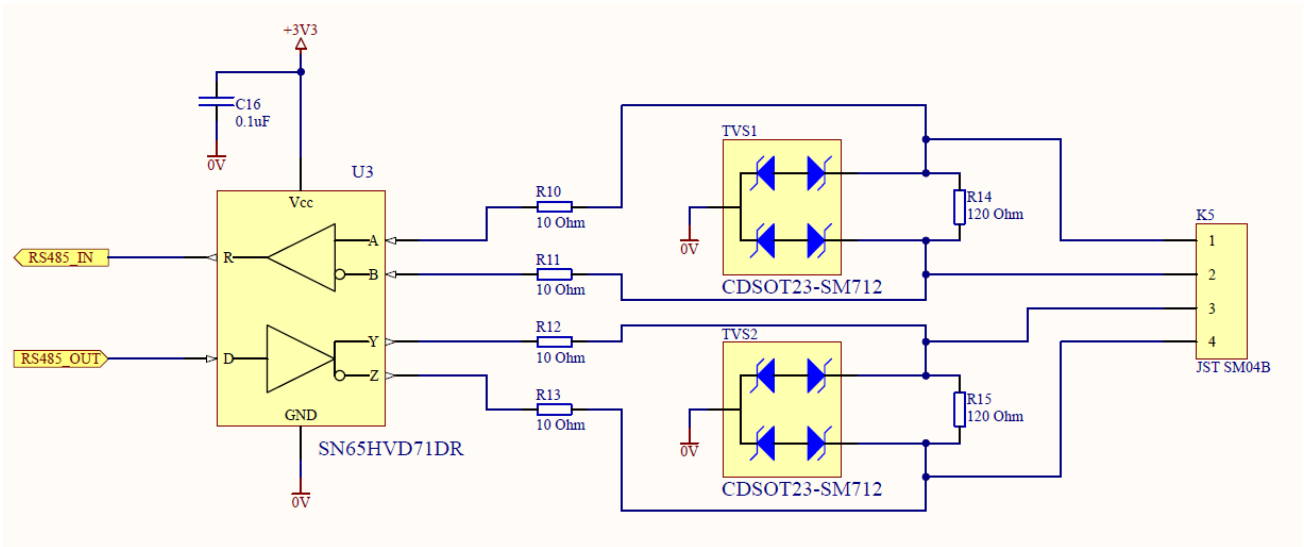 +3V3
C16
0.1uF
0V
U3
Vcc
RS485_IN
R
A
B
RS485_OUT
D
Y
Z
GND
SN65HVD71DR
0V
R10
10 Ohm
R11
10 Ohm
R12
10 Ohm
R13
10 Ohm
TVS1
0V
CDSOT23-SM712
R14
120 Ohm
TVS2
0V
CDSOT23-SM712
R15
120 Ohm
K5
1
2
3
4
JST SM04B